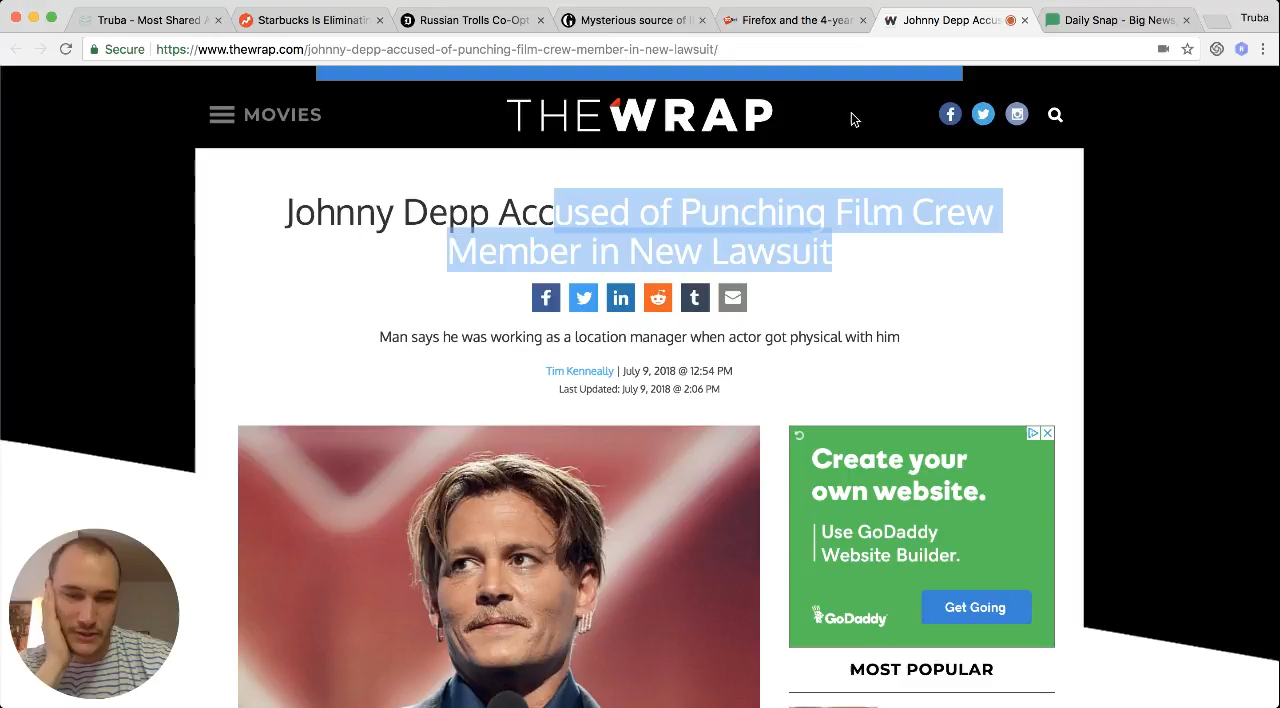 Truba - Most Shared A
Starbucks Is Eliminatin
Russian Trolls Co-Opt
Mysterious source of il
Firefox and the 4-year
Johnny Depp Accus
Daily Snap - Big News,
Truba
Secure
https://www.thewrap.com/johnny-depp-accused-of-punching-film-crew-member-in-new-lawsuit/
MOVIES
THEWRAP
Johnny Depp Accused of Punching Film Crew
Member in New Lawsuit
Man says he was working as a location manager when actor got physical with him
Tim Kenneally | July 9, 2018 @ 12:54 PM
Last Updated: July 9, 2018 @ 2:06 PM
Create your
own website.
Use GoDaddy
Website Builder.
GoDaddy
Get Going
MOST POPULAR